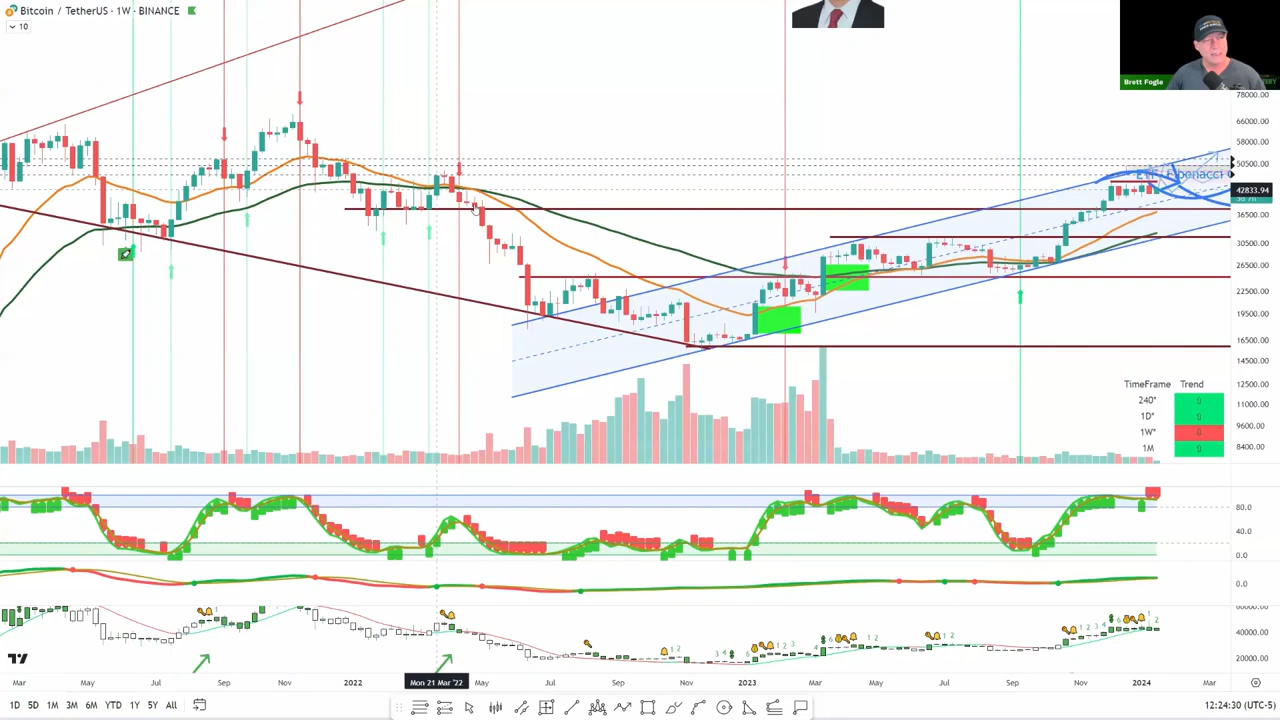 Bitcoin / TetherUS · 1W · BINANCE
10
Brett Fogle
78000.00
66000.00
58000.00
50500.00
ETF / Fibonacci
42833.94
36500.00
30500.00
26500.00
22500.00
19500.00
16500.00
14500.00
12500.00
11000.00
9600.00
8400.00
TimeFrame Trend
240*
1D*
1W*
1M
80.0
40.0
0.0
0.0
60000.00
40000.00
20000.00
Mar May Jul Sep Nov 2022 Mon 21 Mar '22 May Jul Sep Nov 2023 Mar May Jul Sep Nov 2024 Mar
1D 5D 1M 3M 6M YTD 1Y 5Y All
12:24:30 (UTC-5)